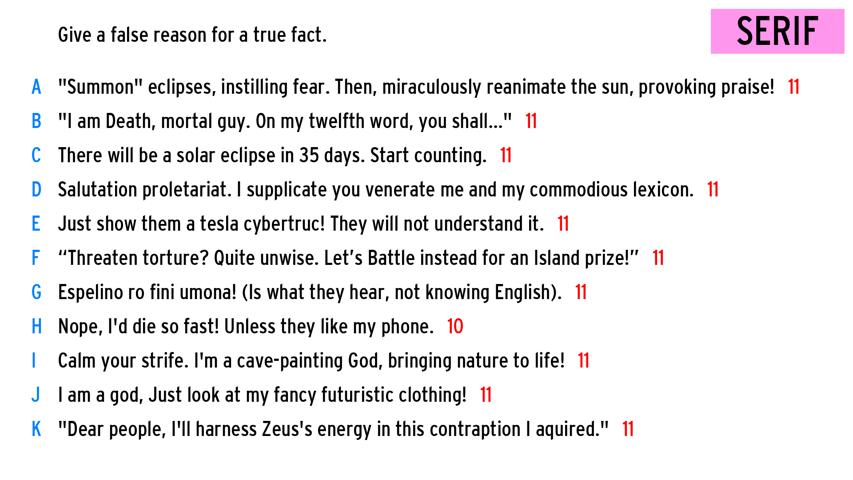 Give a false reason for a true fact.
SERIF
A "Summon" eclipses, instilling fear. Then, miraculously reanimate the sun, provoking praise! 11
B "I am Death, mortal guy. On my twelfth word, you shall..." 11
C There will be a solar eclipse in 35 days. Start counting. 11
D Salutation proletariat. I supplicate you venerate me and my commodious lexicon. 11
E Just show them a tesla cybertruc! They will not understand it. 11
F “Threaten torture? Quite unwise. Let’s Battle instead for an Island prize!” 11
G Espelino ro fini umona! (Is what they hear, not knowing English). 11
H Nope, I'd die so fast! Unless they like my phone. 10
I Calm your strife. I'm a cave-painting God, bringing nature to life! 11
J I am a god, Just look at my fancy futuristic clothing! 11
K "Dear people, I'll harness Zeus's energy in this contraption I aquired." 11